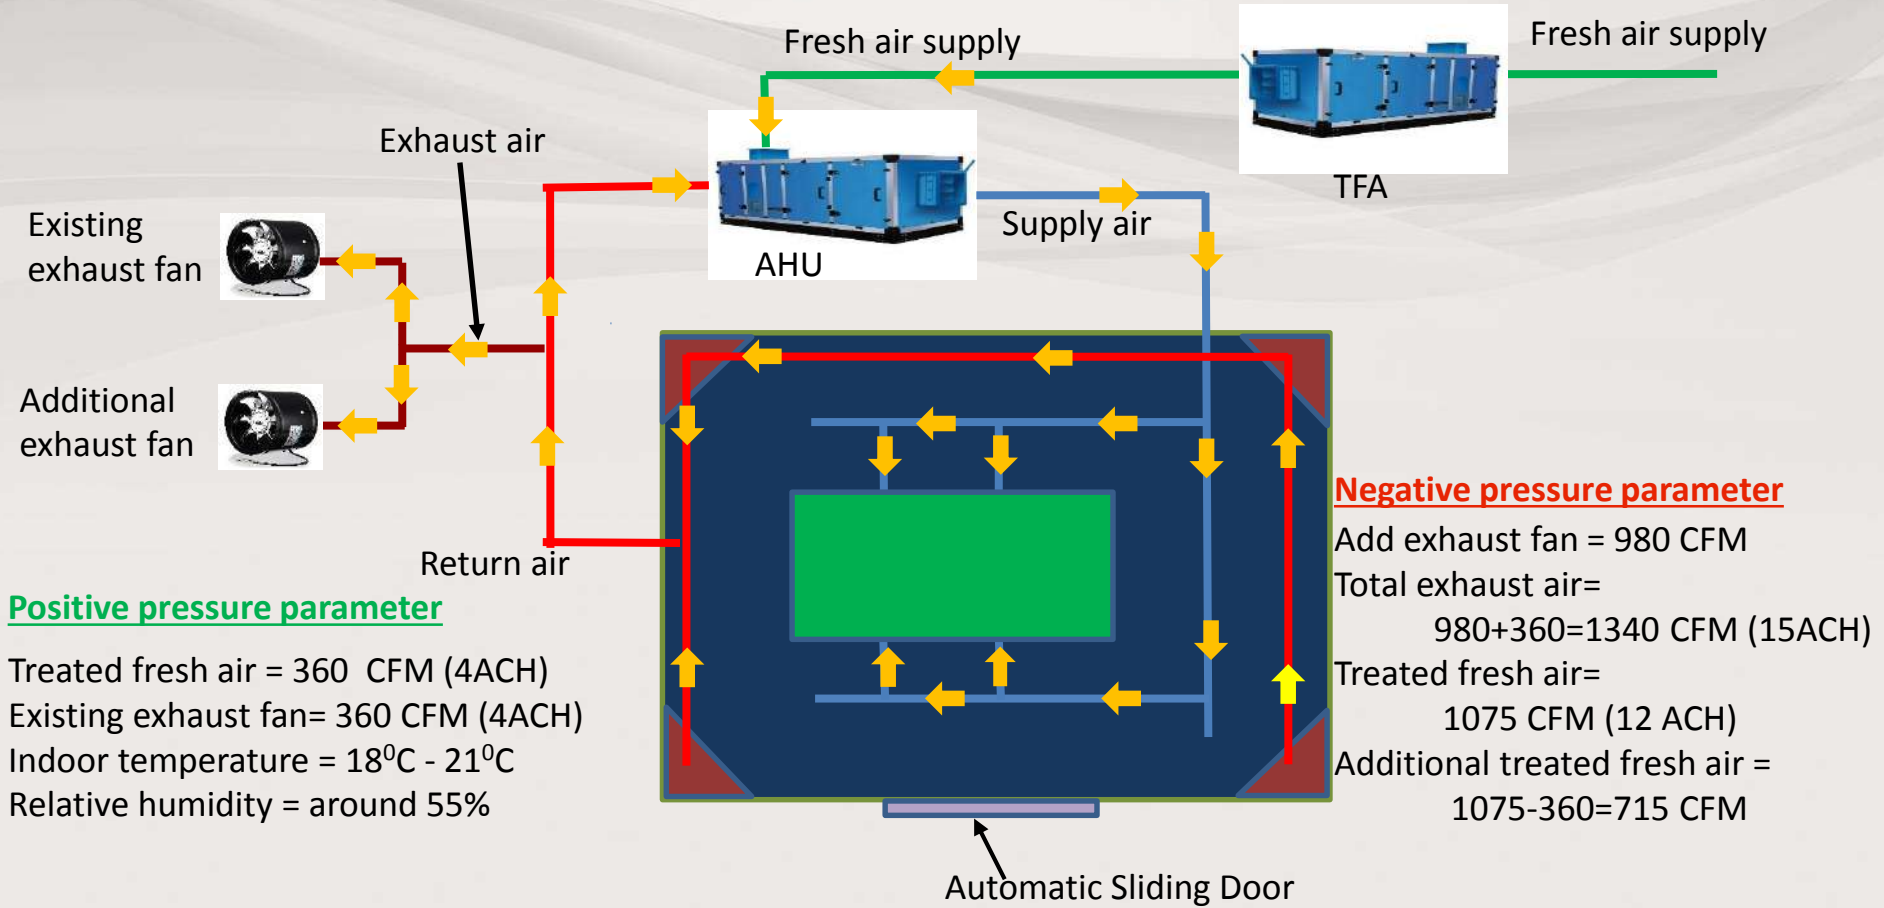 Fresh air supply
Fresh air supply
Exhaust air
TFA
Existing
exhaust fan
Supply air
AHU
Additional
exhaust fan
Return air
Positive pressure parameter
Treated fresh air = 360 CFM (4ACH)
Existing exhaust fan= 360 CFM (4ACH)
Indoor temperature = 18⁰C - 21⁰C
Relative humidity = around 55%
Negative pressure parameter
Add exhaust fan = 980 CFM
Total exhaust air=
980+360=1340 CFM (15ACH)
Treated fresh air=
1075 CFM (12 ACH)
Additional treated fresh air =
1075-360=715 CFM
Automatic Sliding Door